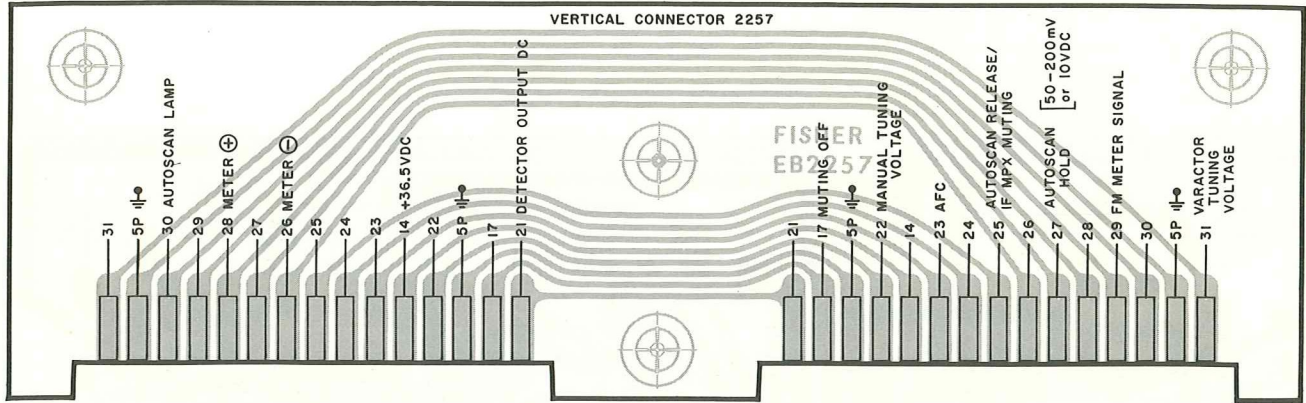 VERTICAL CONNECTOR 2257
FISHER
EB2257
31
5P
30 AUTOSCAN LAMP
29
28 METER +
27
26 METER -
25
24
23
14 +36.5VDC
22
5P
17
21 DETECTOR OUTPUT DC
21
17 MUTING OFF
5P
22 MANUAL TUNING
VOLTAGE
14
23 AFC
24
25 AUTOSCAN RELEASE/
IF MPX MUTING
26
27 AUTOSCAN
HOLD
[50-200mV
or 10VDC
28
29 FM METER SIGNAL
30
5P
31 VARACTOR
TUNING
VOLTAGE